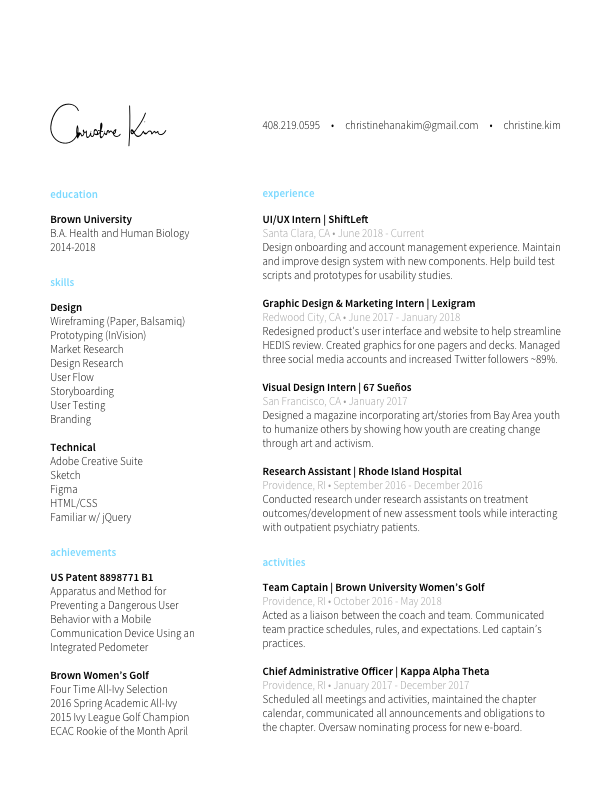 Christine Kim
408.219.0595 • christinehanakim@gmail.com • christine.kim
education
Brown University
B.A. Health and Human Biology
2014-2018
skills
Design
Wireframing (Paper, Balsamiq)
Prototyping (InVision)
Market Research
Design Research
User Flow
Storyboarding
User Testing
Branding
Technical
Adobe Creative Suite
Sketch
Figma
HTML/CSS
Familiar w/ jQuery
achievements
US Patent 8898771 B1
Apparatus and Method for
Preventing a Dangerous User
Behavior with a Mobile
Communication Device Using an
Integrated Pedometer
Brown Women's Golf
Four Time All-Ivy Selection
2016 Spring Academic All-Ivy
2015 Ivy League Golf Champion
ECAC Rookie of the Month April
experience
UI/UX Intern | ShiftLeft
Santa Clara, CA • June 2018 - Current
Design onboarding and account management experience. Maintain
and improve design system with new components. Help build test
scripts and prototypes for usability studies.
Graphic Design & Marketing Intern | Lexigram
Redwood City, CA • June 2017 - January 2018
Redesigned product's user interface and website to help streamline
HEDIS review. Created graphics for one pagers and decks. Managed
three social media accounts and increased Twitter followers ~89%.
Visual Design Intern | 67 Sueños
San Francisco, CA • January 2017
Designed a magazine incorporating art/stories from Bay Area youth
to humanize others by showing how youth are creating change
through art and activism.
Research Assistant | Rhode Island Hospital
Providence, RI • September 2016 - December 2016
Conducted research under research assistants on treatment
outcomes/development of new assessment tools while interacting
with outpatient psychiatry patients.
activities
Team Captain | Brown University Women's Golf
Providence, RI • October 2016 - May 2018
Acted as a liaison between the coach and team. Communicated
team practice schedules, rules, and expectations. Led captain's
practices.
Chief Administrative Officer | Kappa Alpha Theta
Providence, RI • January 2017 - December 2017
Scheduled all meetings and activities, maintained the chapter
calendar, communicated all announcements and obligations to
the chapter. Oversaw nominating process for new e-board.